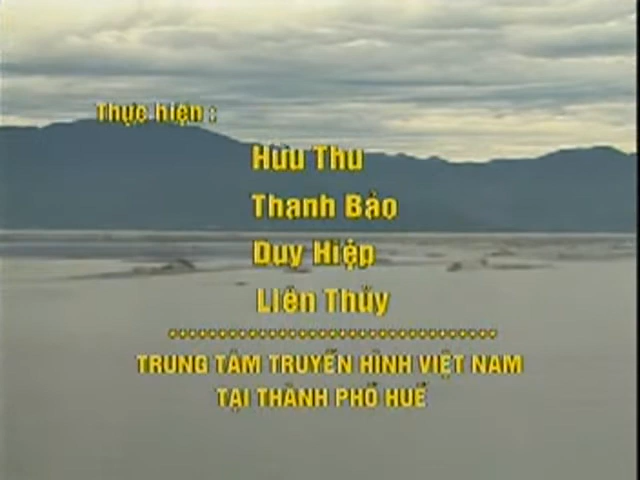 Thực hiện :
Hữu Thu
Thanh Bảo
Duy Hiệp
Liên Thủy
TRUNG TÂM TRUYỀN HÌNH VIỆT NAM
TẠI THÀNH PHỐ HUẾ